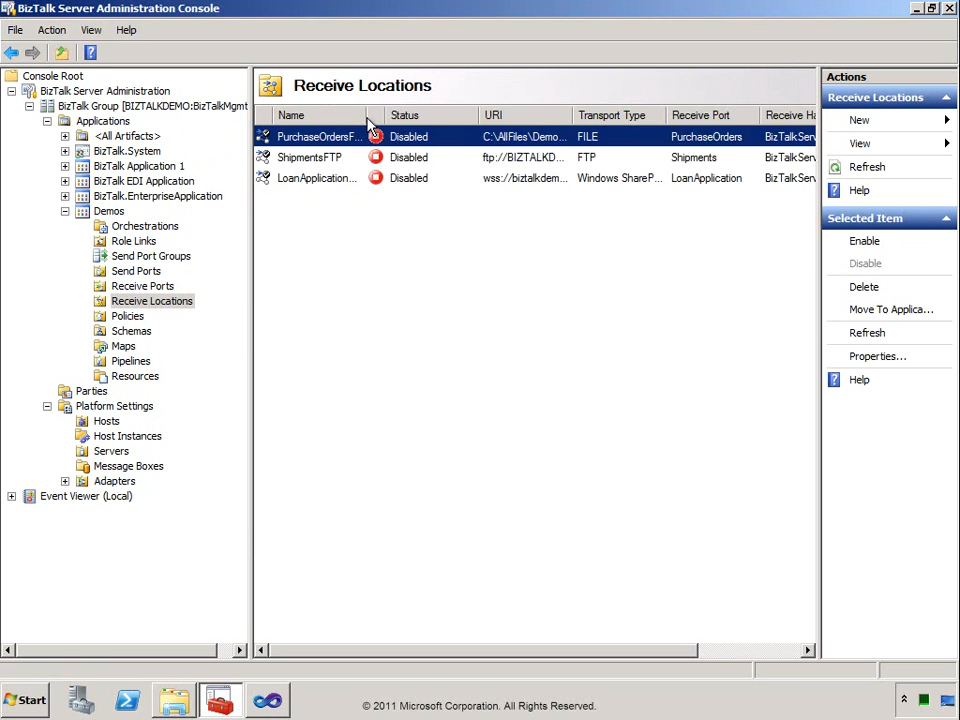 BizTalk Server Administration Console
File Action View Help
Console Root
BizTalk Server Administration
BizTalk Group [BIZTALKDEMO:BizTalkMgmt
Applications
<All Artifacts>
BizTalk.System
BizTalk Application 1
BizTalk EDI Application
BizTalk.EnterpriseApplication
Demos
Orchestrations
Role Links
Send Port Groups
Send Ports
Receive Ports
Receive Locations
Policies
Schemas
Maps
Pipelines
Resources
Parties
Platform Settings
Hosts
Host Instances
Servers
Message Boxes
Adapters
Event Viewer (Local)
Receive Locations
Name Status URI Transport Type Receive Port Receive Ha
PurchaseOrdersF... Disabled C:\AllFiles\Demo... FILE PurchaseOrders BizTalkServ
ShipmentsFTP Disabled ftp://BIZTALKD... FTP Shipments BizTalkServ
LoanApplication... Disabled wss://biztalkdem... Windows ShareP... LoanApplication BizTalkServ
Actions
Receive Locations
New
View
Refresh
Help
Selected Item
Enable
Disable
Delete
Move To Applica...
Refresh
Properties...
Help
Start
© 2011 Microsoft Corporation. All Rights Reserved.